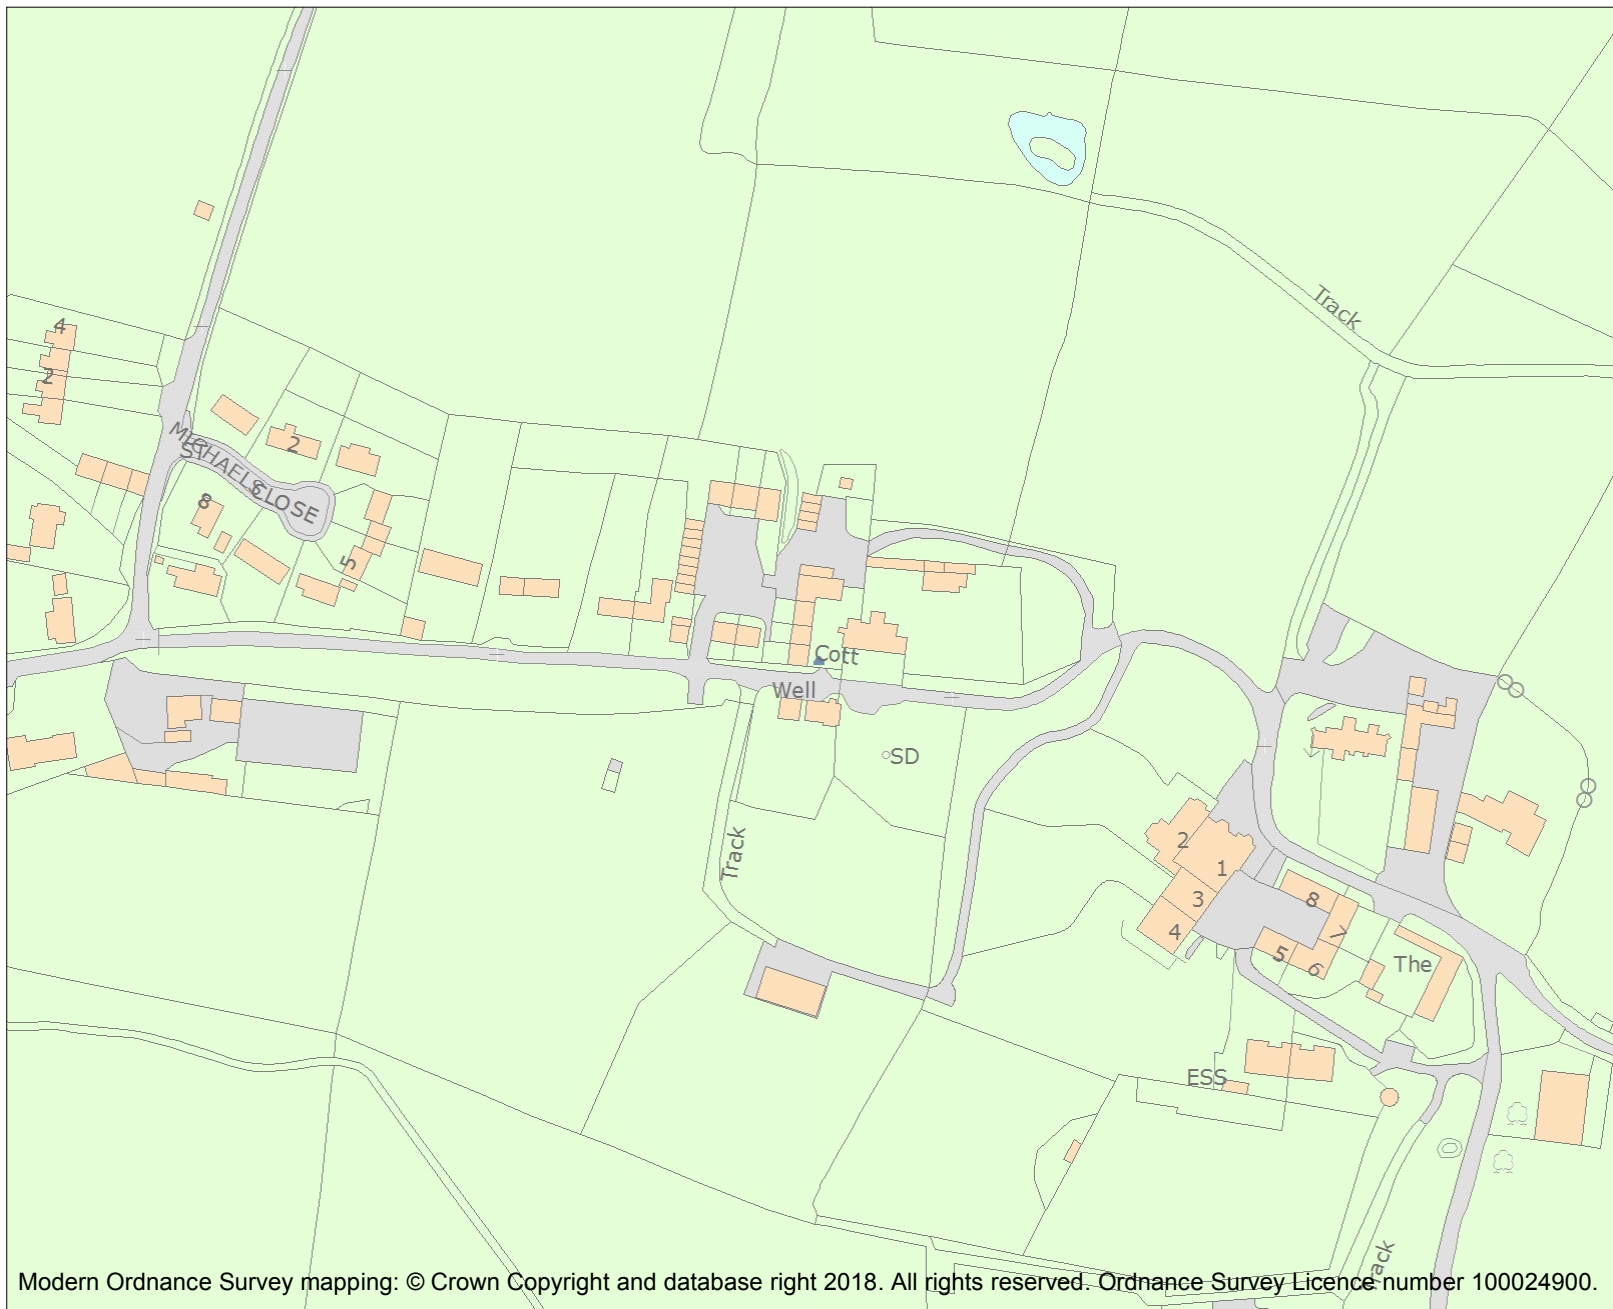 Track
4
2
ST
MICHAELS CLOSE
2
8
6
5
Cott
Well
SD
Track
2
1
3
4
8
7
5
6
The
ESS
Track
Modern Ordnance Survey mapping: © Crown Copyright and database right 2018. All rights reserved. Ordnance Survey Licence number 100024900.